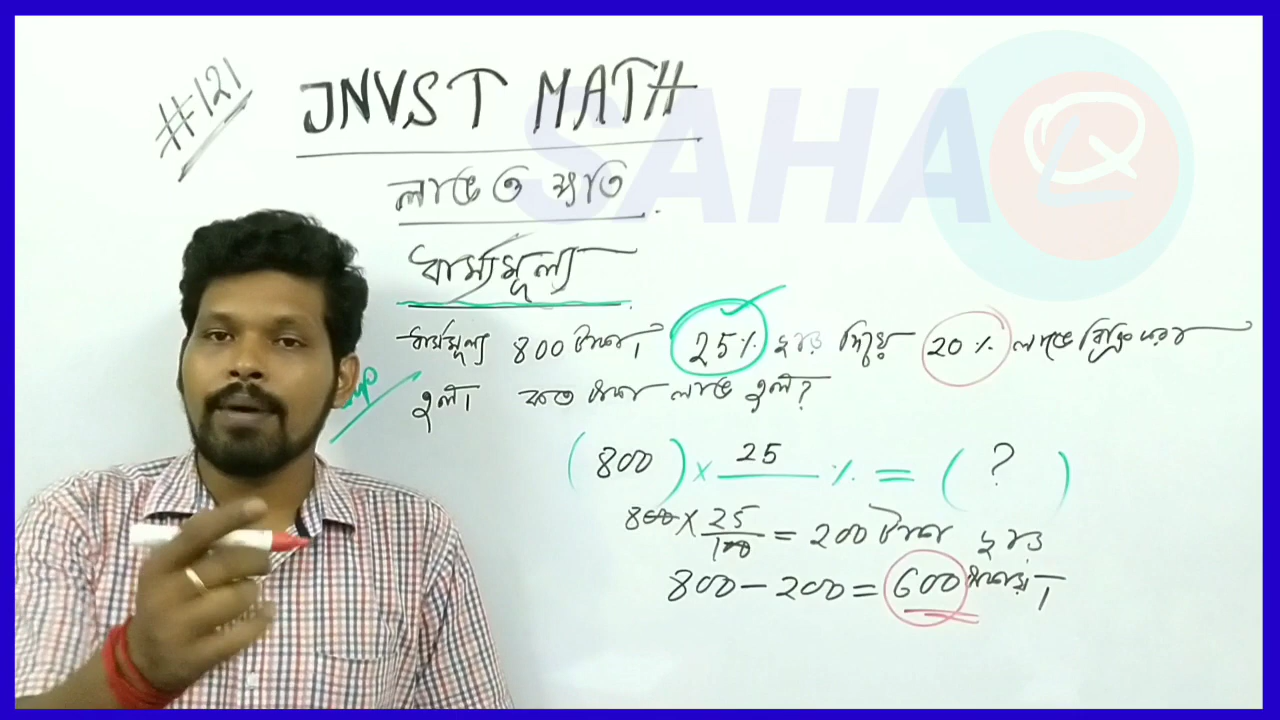 #121
JNVST MATH
SAHA
লাভ ও ক্ষতি
ধার্য্যমূল্য
ধার্য্যমূল্য 800 টাকা। 25% ছাড় দিয়ে 20% লাভে বিক্রি করা
হল। কত টাকা লাভ হল?
(800) × 25 % = (?)
800 × 25/100 = 200 টাকা ছাড়
800 - 200 = 600 টাকায়।